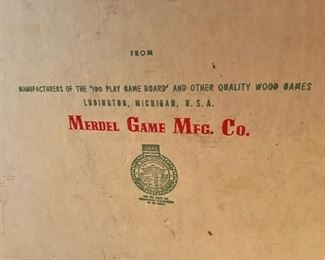 FROM
MANUFACTURERS OF THE '100 PLAY GAME BOARD' AND OTHER QUALITY WOOD GAMES
LUDINGTON, MICHIGAN, U. S. A.
MERDEL GAME MFG. CO.